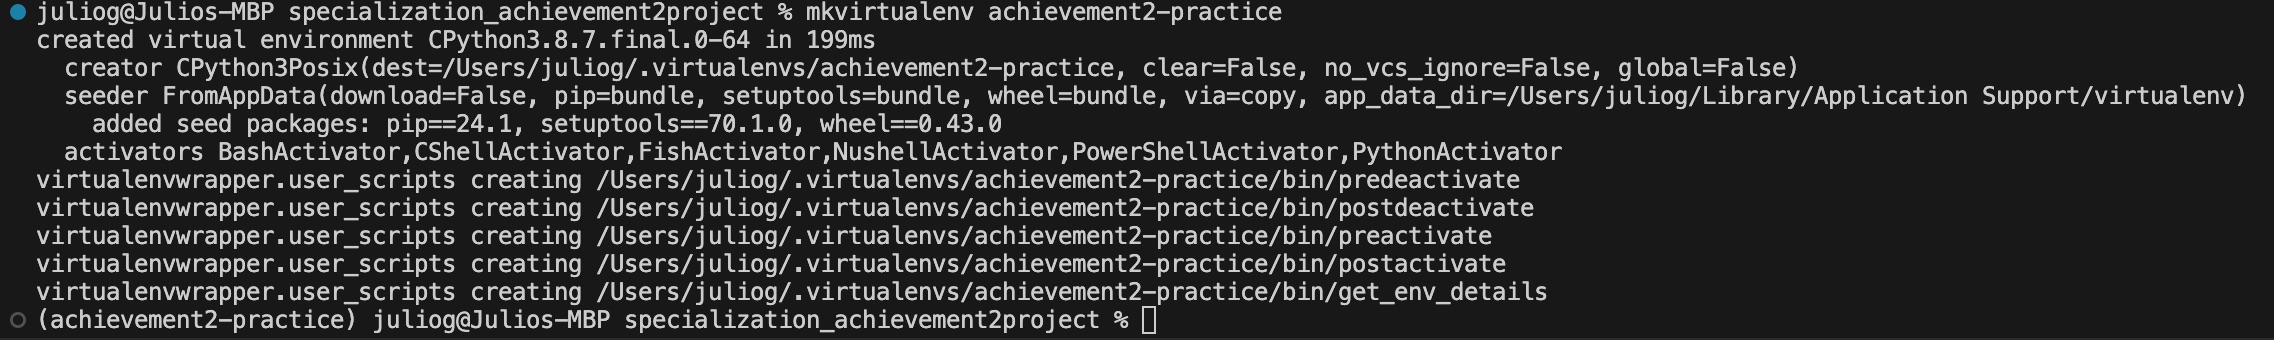 juliog@Julios-MBP specialization_achievement2project % mkvirtualenv achievement2-practice
created virtual environment CPython3.8.7.final.0-64 in 199ms
  creator CPython3Posix(dest=/Users/juliog/.virtualenvs/achievement2-practice, clear=False, no_vcs_ignore=False, global=False)
  seeder FromAppData(download=False, pip=bundle, setuptools=bundle, wheel=bundle, via=copy, app_data_dir=/Users/juliog/Library/Application Support/virtualenv)
    added seed packages: pip==24.1, setuptools==70.1.0, wheel==0.43.0
  activators BashActivator,CShellActivator,FishActivator,NushellActivator,PowerShellActivator,PythonActivator
virtualenvwrapper.user_scripts creating /Users/juliog/.virtualenvs/achievement2-practice/bin/predeactivate
virtualenvwrapper.user_scripts creating /Users/juliog/.virtualenvs/achievement2-practice/bin/postdeactivate
virtualenvwrapper.user_scripts creating /Users/juliog/.virtualenvs/achievement2-practice/bin/preactivate
virtualenvwrapper.user_scripts creating /Users/juliog/.virtualenvs/achievement2-practice/bin/postactivate
virtualenvwrapper.user_scripts creating /Users/juliog/.virtualenvs/achievement2-practice/bin/get_env_details
(achievement2-practice) juliog@Julios-MBP specialization_achievement2project %